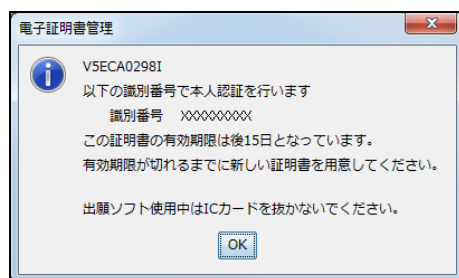 電子証明書管理
V5ECA0298I
以下の識別番号で本人認証を行います
識別番号 XXXXXXXXX
この証明書の有効期限は後15日となっています。
有効期限が切れるまでに新しい証明書を用意してください。
出願ソフト使用中はICカードを抜かないでください。
OK